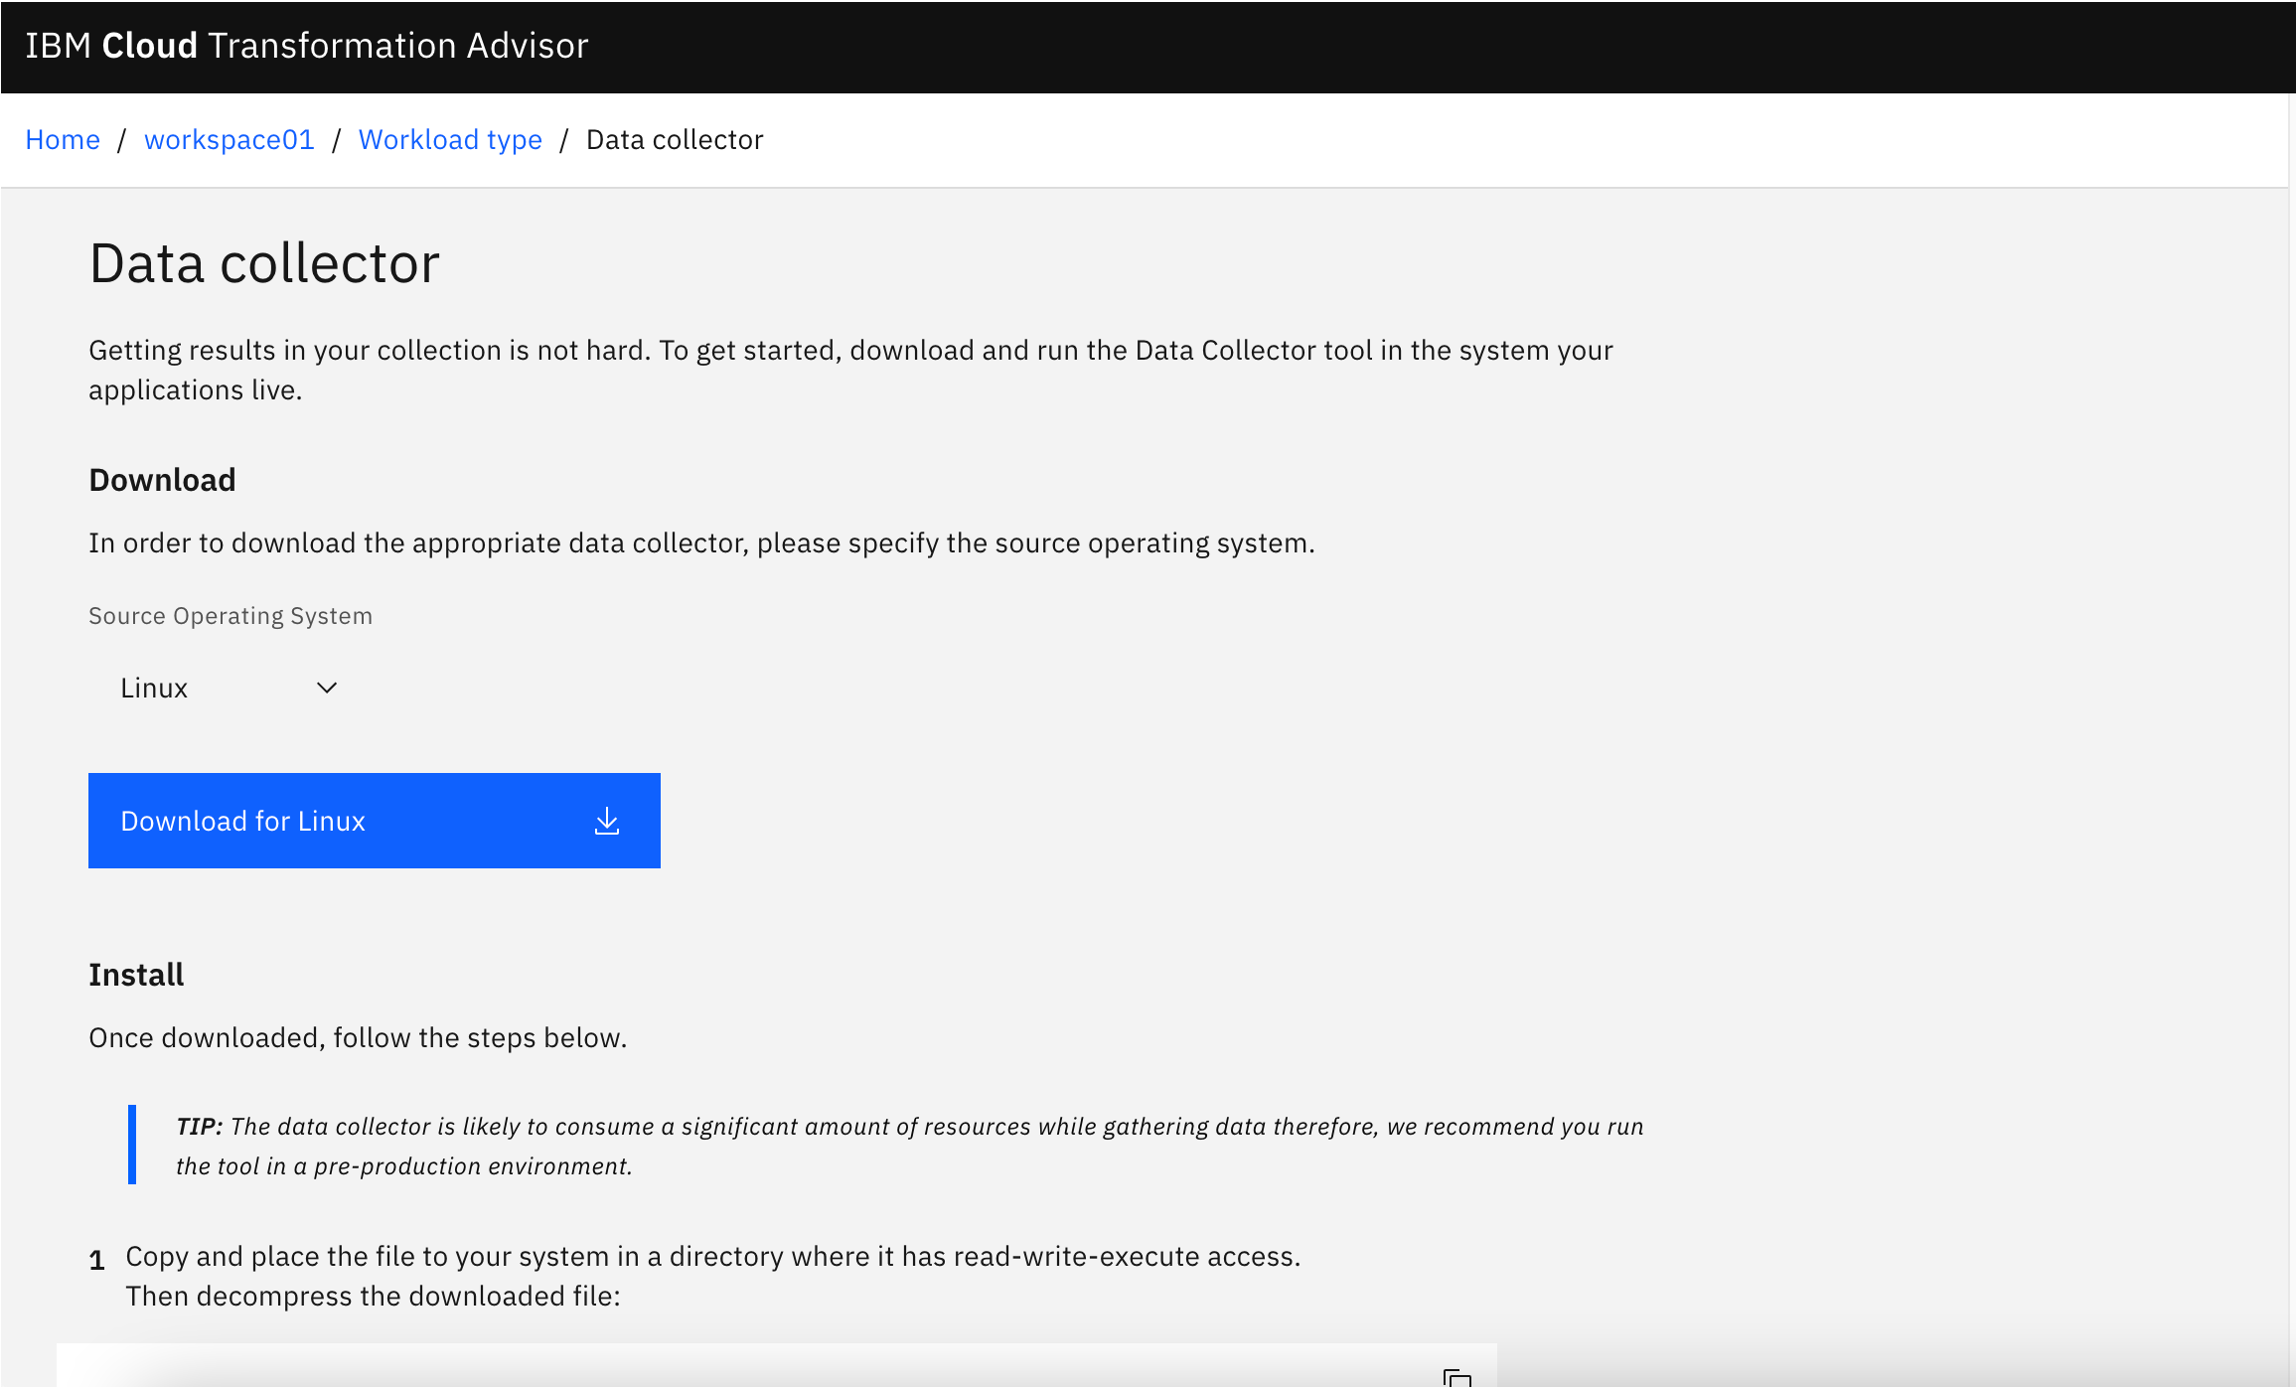 IBM Cloud Transformation Advisor
Home / workspace01 / Workload type / Data collector
Data collector
Getting results in your collection is not hard. To get started, download and run the Data Collector tool in the system your
applications live.
Download
In order to download the appropriate data collector, please specify the source operating system.
Source Operating System
Linux
Download for Linux
Install
Once downloaded, follow the steps below.
TIP: The data collector is likely to consume a significant amount of resources while gathering data therefore, we recommend you run
the tool in a pre-production environment.
1 Copy and place the file to your system in a directory where it has read-write-execute access.
Then decompress the downloaded file: